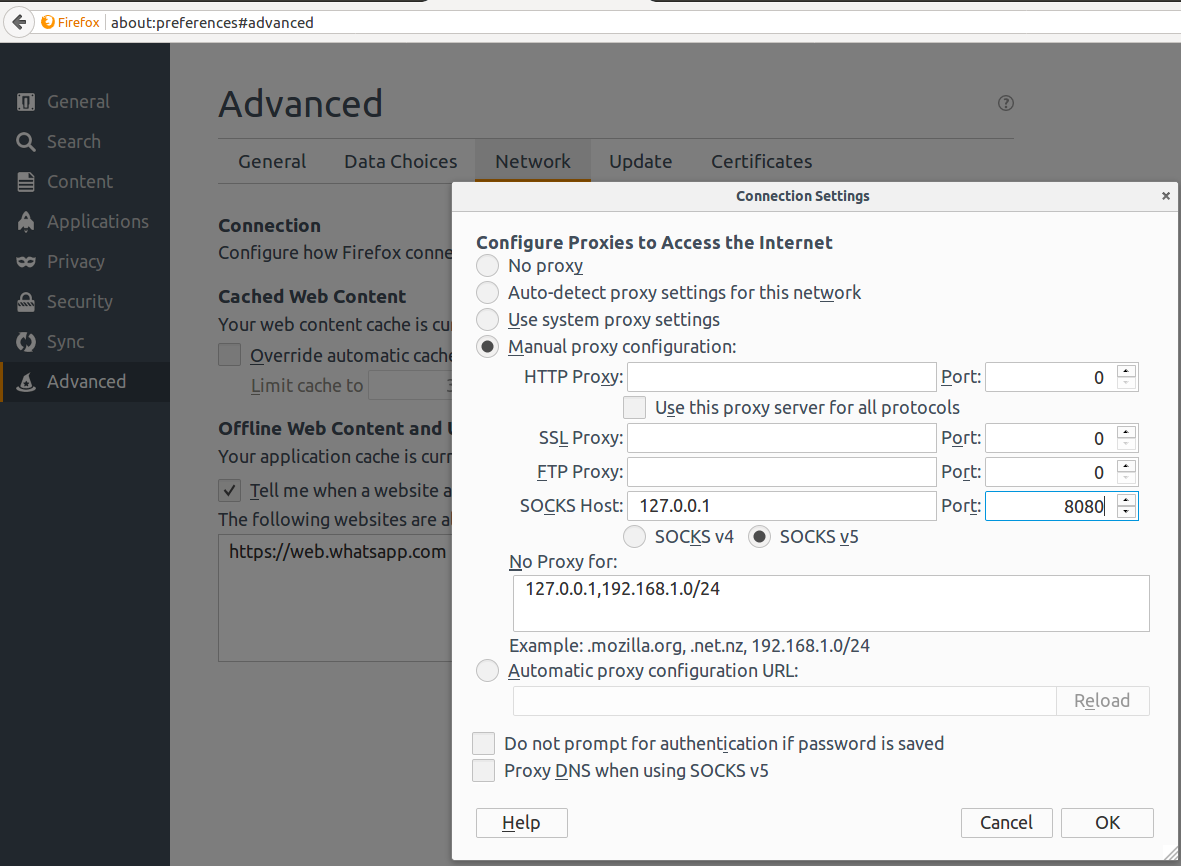 Firefox about:preferences#advanced
General
Search
Content
Applications
Privacy
Security
Sync
Advanced
Advanced
?
General Data Choices Network Update Certificates
Connection
Configure how Firefox conne
Cached Web Content
Your web content cache is cu
Override automatic cache
Limit cache to 3
Offline Web Content and U
Your application cache is curr
Tell me when a website a
The following websites are al
https://web.whatsapp.com
Connection Settings
Configure Proxies to Access the Internet
No proxy
Auto-detect proxy settings for this network
Use system proxy settings
Manual proxy configuration:
HTTP Proxy: Port: 0
Use this proxy server for all protocols
SSL Proxy: Port: 0
FTP Proxy: Port: 0
SOCKS Host: 127.0.0.1 Port: 8080
SOCKS v4 SOCKS v5
No Proxy for:
127.0.0.1,192.168.1.0/24
Example: .mozilla.org, .net.nz, 192.168.1.0/24
Automatic proxy configuration URL:
Reload
Do not prompt for authentication if password is saved
Proxy DNS when using SOCKS v5
Help Cancel OK